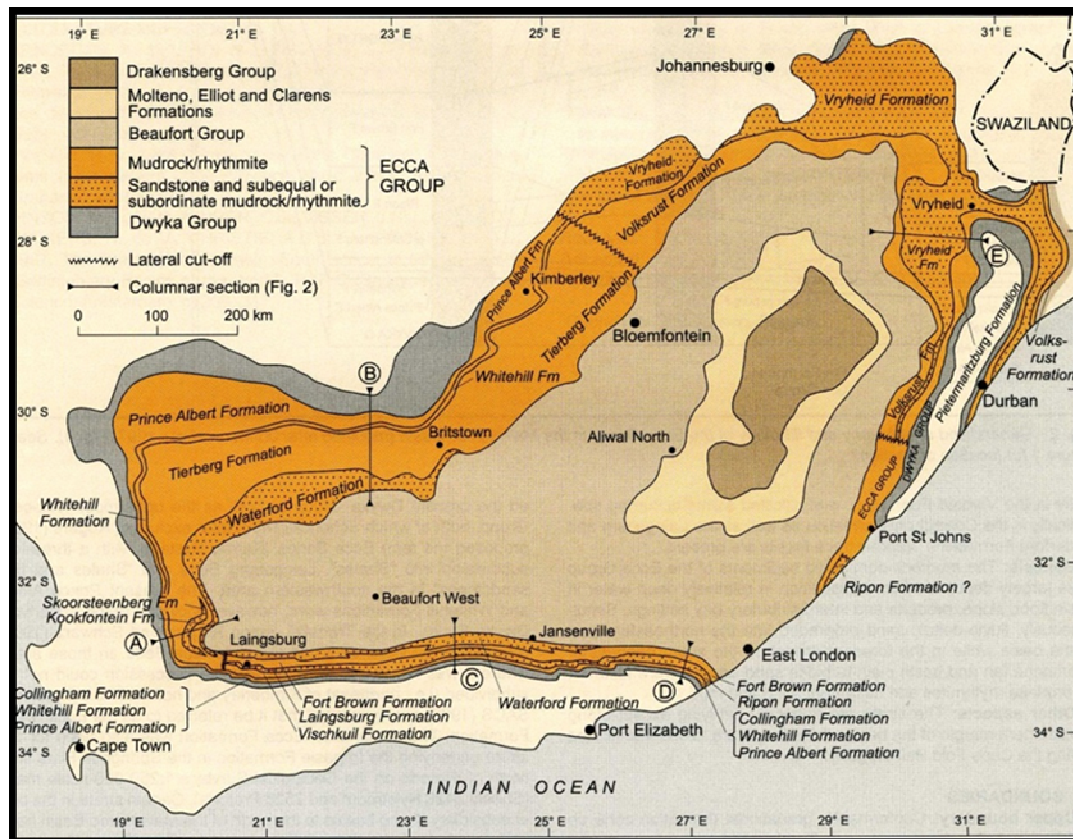 19° E 21° E 23° E 25° E 27° E 29° E 31° E
26° S
28° S
30° S
32° S
34° S
Drakensberg Group
Molteno, Elliot and Clarens
Formations
Beaufort Group
Mudrock/rhythmite
Sandstone and subequal or
subordinate mudrock/rhythmite
ECCA
GROUP
Dwyka Group
Lateral cut-off
Columnar section (Fig. 2)
0 100 200 km
Johannesburg
Vryheid Formation
SWAZILAND
Vryheid
Formation
Volksrust Formation
Vryheid
Vryheid
Fm
E
Prince Albert Fm
Kimberley
Tierberg Formation
Bloemfontein
Whitehill Fm
Pietermaritzburg Formation
Volksrust Fm
DWYKA GROUP
ECCA GROUP
Volks-
rust
Formation
Durban
B
Prince Albert Formation
Britstown
Aliwal North
Tierberg Formation
Waterford Formation
Whitehill
Formation
Port St Johns
32° S
Ripon Formation ?
Skoorsteenberg Fm
Kookfontein Fm
Beaufort West
A
Laingsburg
Jansenville
East London
C
D
Collingham Formation
Whitehill Formation
Prince Albert Formation
Fort Brown Formation
Laingsburg Formation
Vischkuil Formation
Waterford Formation
Fort Brown Formation
Ripon Formation
Collingham Formation
Whitehill Formation
Prince Albert Formation
Cape Town
Port Elizabeth
34° S
INDIAN OCEAN
19° E 21° E 23° E 25° E 27° E 29° E 31° E